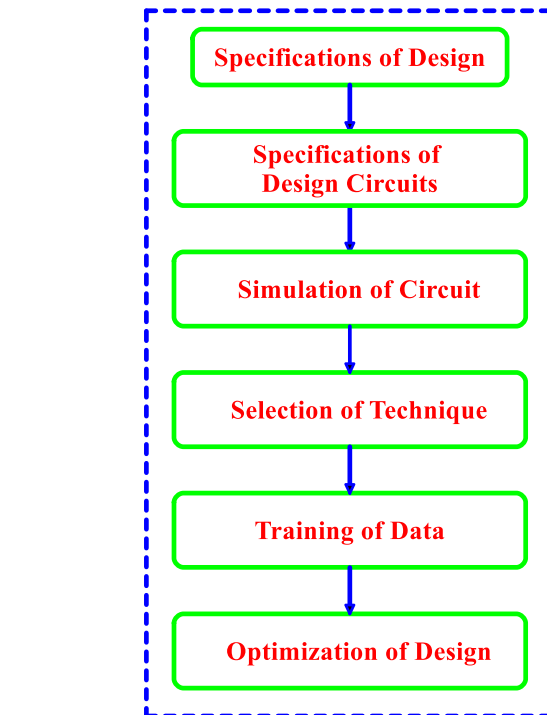 Specifications of Design
Specifications of
Design Circuits
Simulation of Circuit
Selection of Technique
Training of Data
Optimization of Design